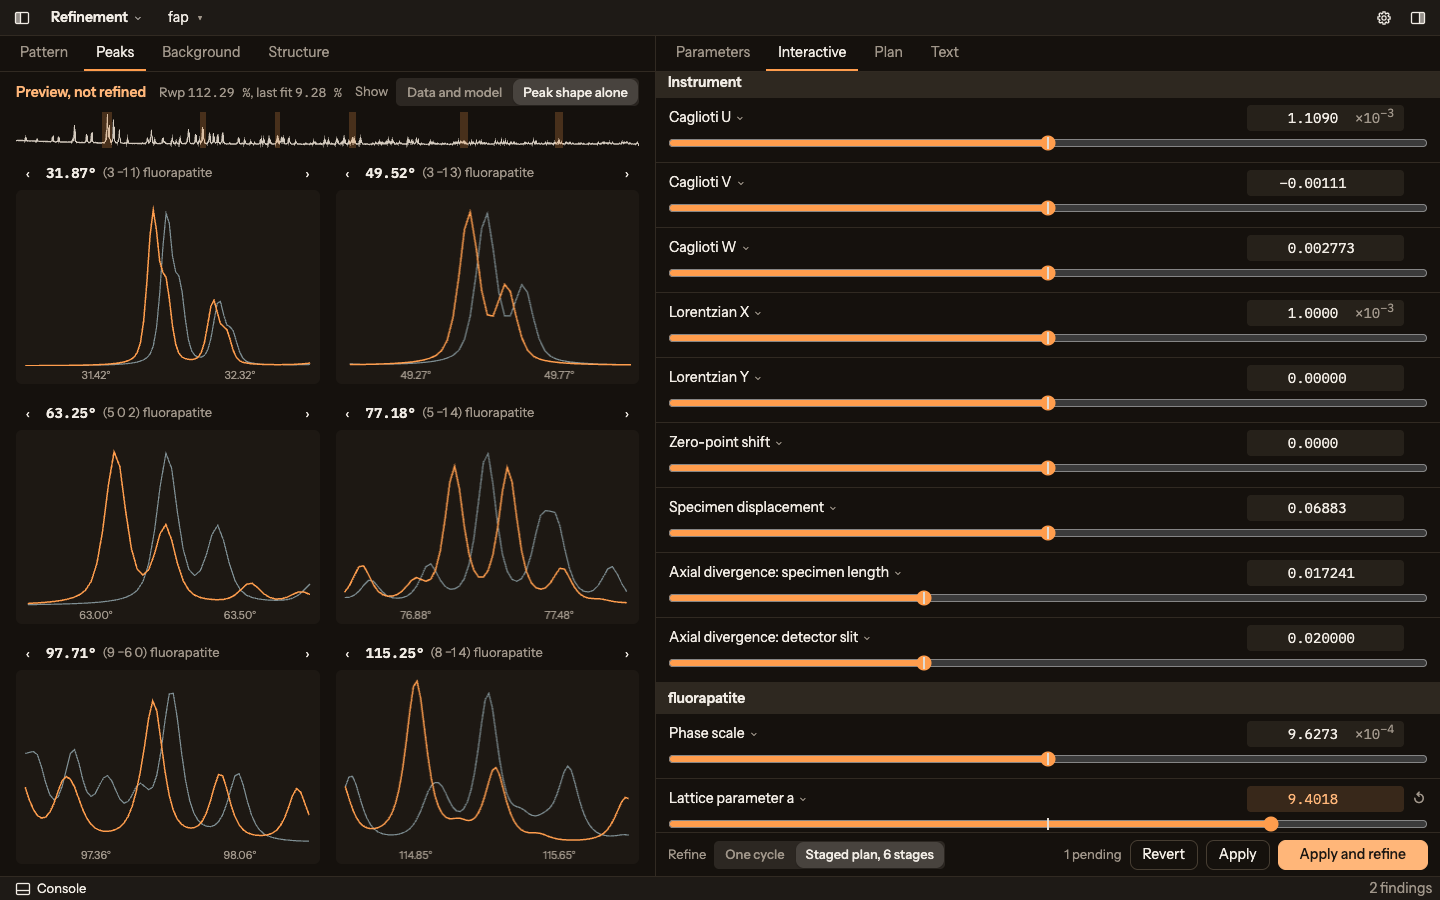 Refinement fap
Pattern Peaks Background Structure
Preview, not refined Rwp 112.29 %, last fit 9.28 % Show Data and model Peak shape alone
31.87° (3 −1 1) fluorapatite
31.42° 32.32°
49.52° (3 −1 3) fluorapatite
49.27° 49.77°
63.25° (5 0 2) fluorapatite
63.00° 63.50°
77.18° (5 −1 4) fluorapatite
76.88° 77.48°
97.71° (9 −6 0) fluorapatite
97.36° 98.06°
115.25° (8 −1 4) fluorapatite
114.85° 115.65°
Parameters Interactive Plan Text
Instrument
Caglioti U 1.1090 ×10⁻³
Caglioti V −0.00111
Caglioti W 0.002773
Lorentzian X 1.0000 ×10⁻³
Lorentzian Y 0.00000
Zero-point shift 0.0000
Specimen displacement 0.06883
Axial divergence: specimen length 0.017241
Axial divergence: detector slit 0.020000
fluorapatite
Phase scale 9.6273 ×10⁻⁴
Lattice parameter a 9.4018
Refine One cycle Staged plan, 6 stages 1 pending Revert Apply Apply and refine
Console 2 findings